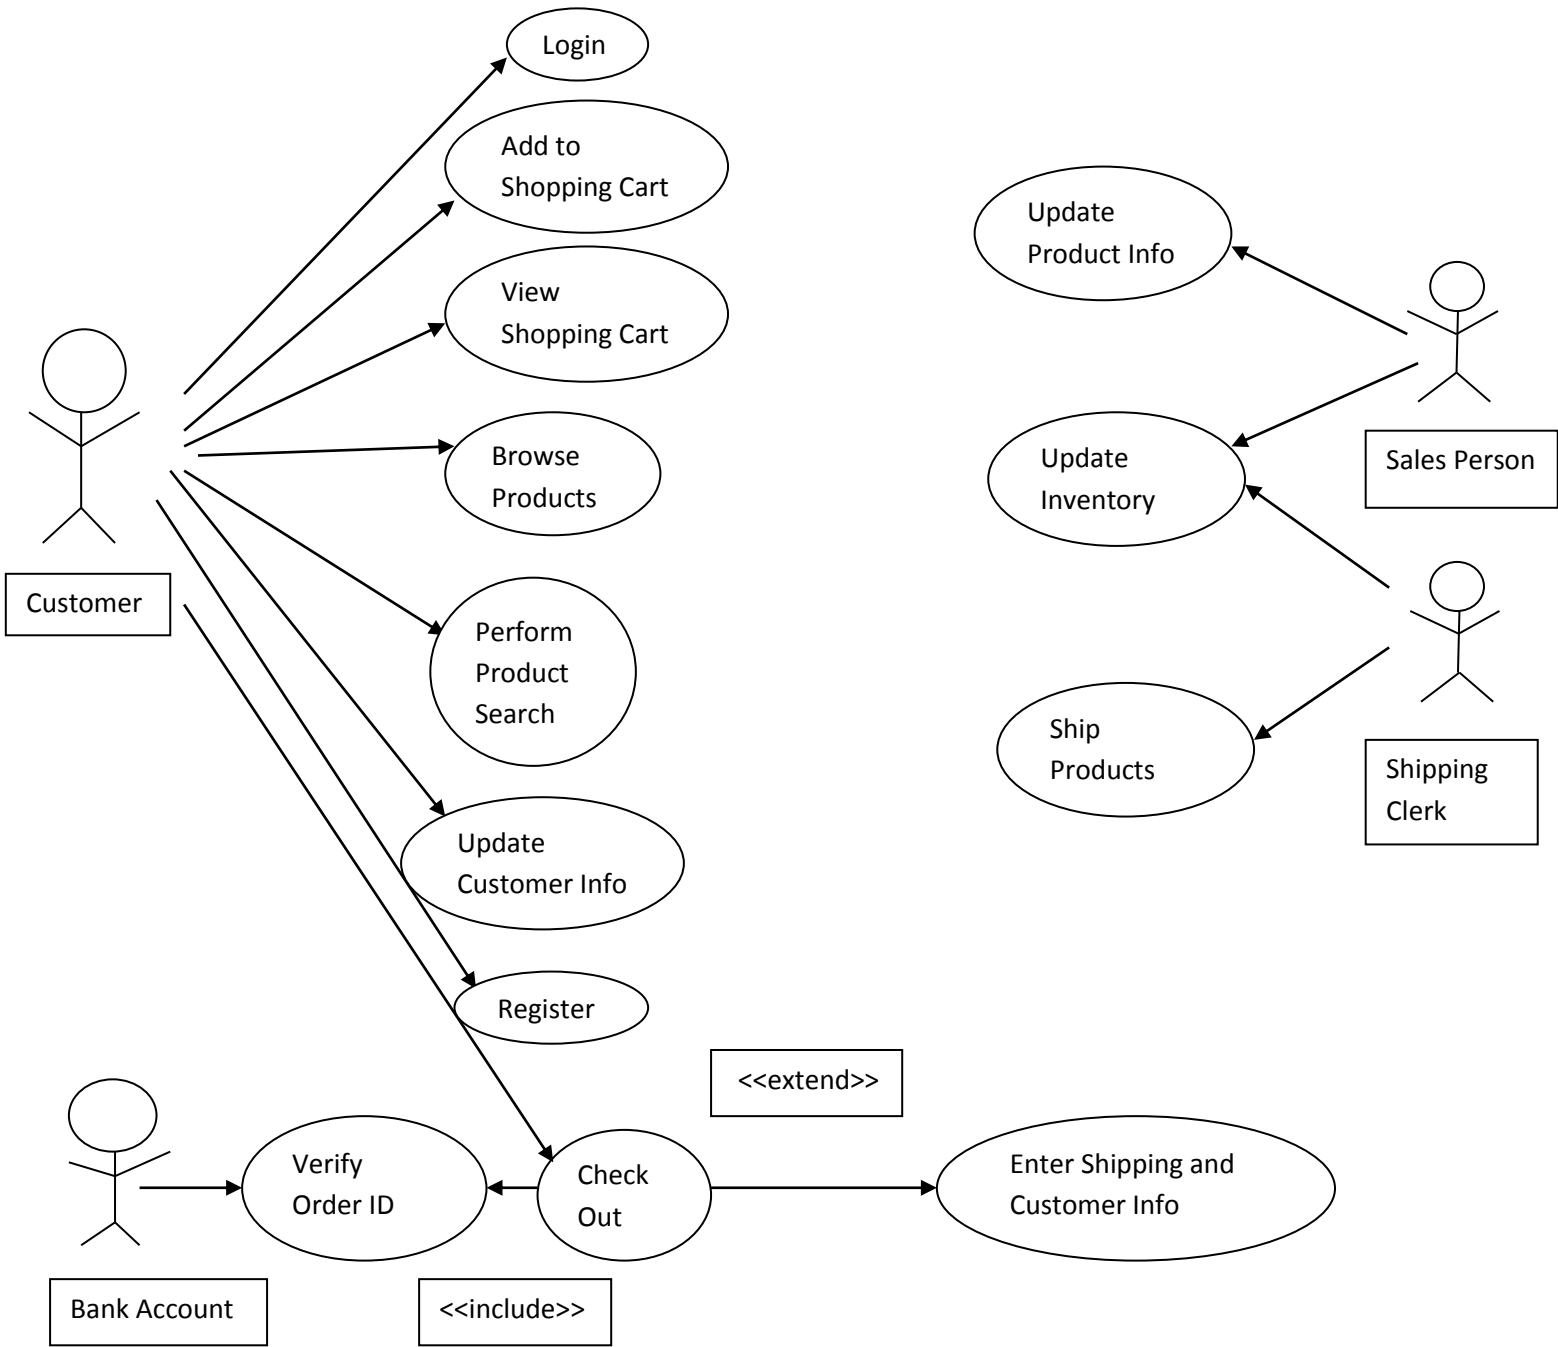 Login
Add to
Shopping Cart
View
Shopping Cart
Browse
Products
Perform
Product
Search
Update
Customer Info
Register
Customer
Update
Product Info
Update
Inventory
Ship
Products
Sales Person
Shipping
Clerk
<<extend>>
Verify
Order ID
Check
Out
Enter Shipping and
Customer Info
Bank Account
<<include>>